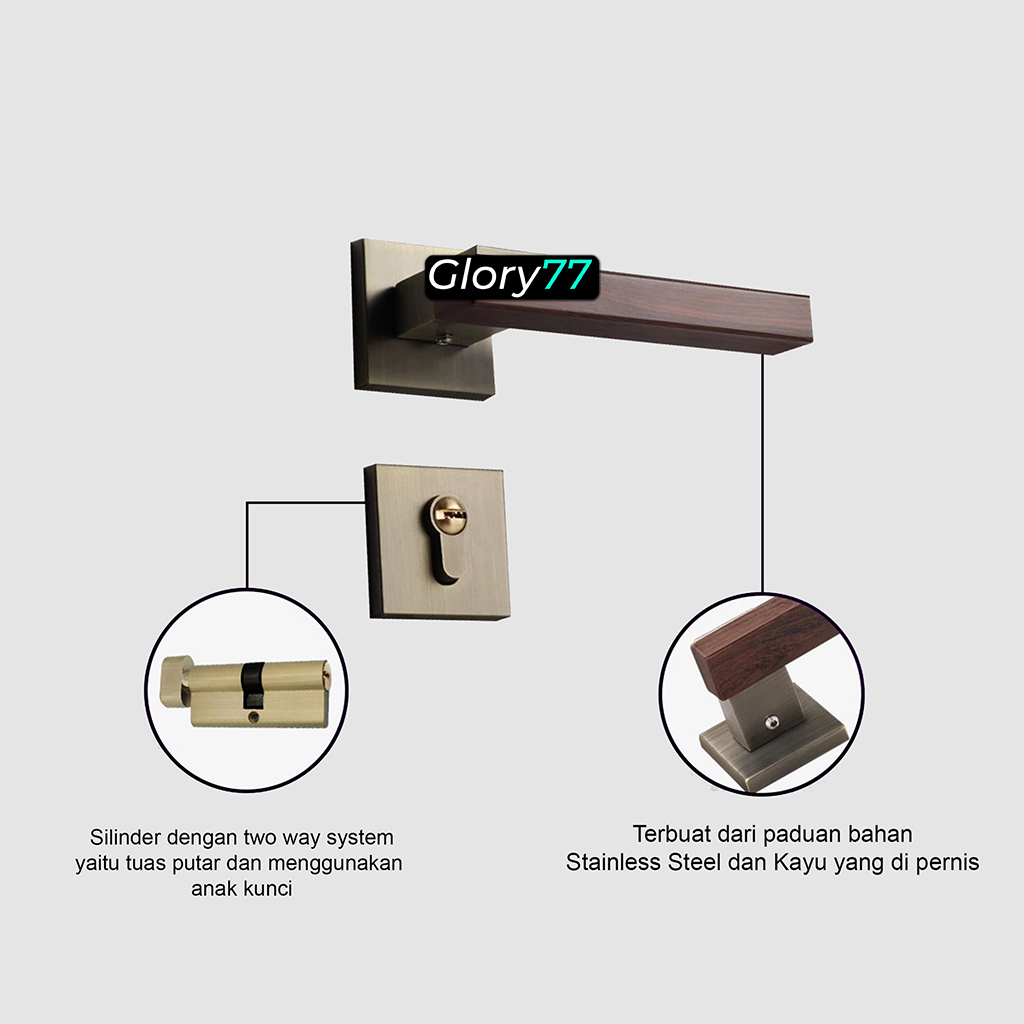 Glory77
Silinder dengan two way system
yaitu tuas putar dan menggunakan
anak kunci
Terbuat dari paduan bahan
Stainless Steel dan Kayu yang di pernis